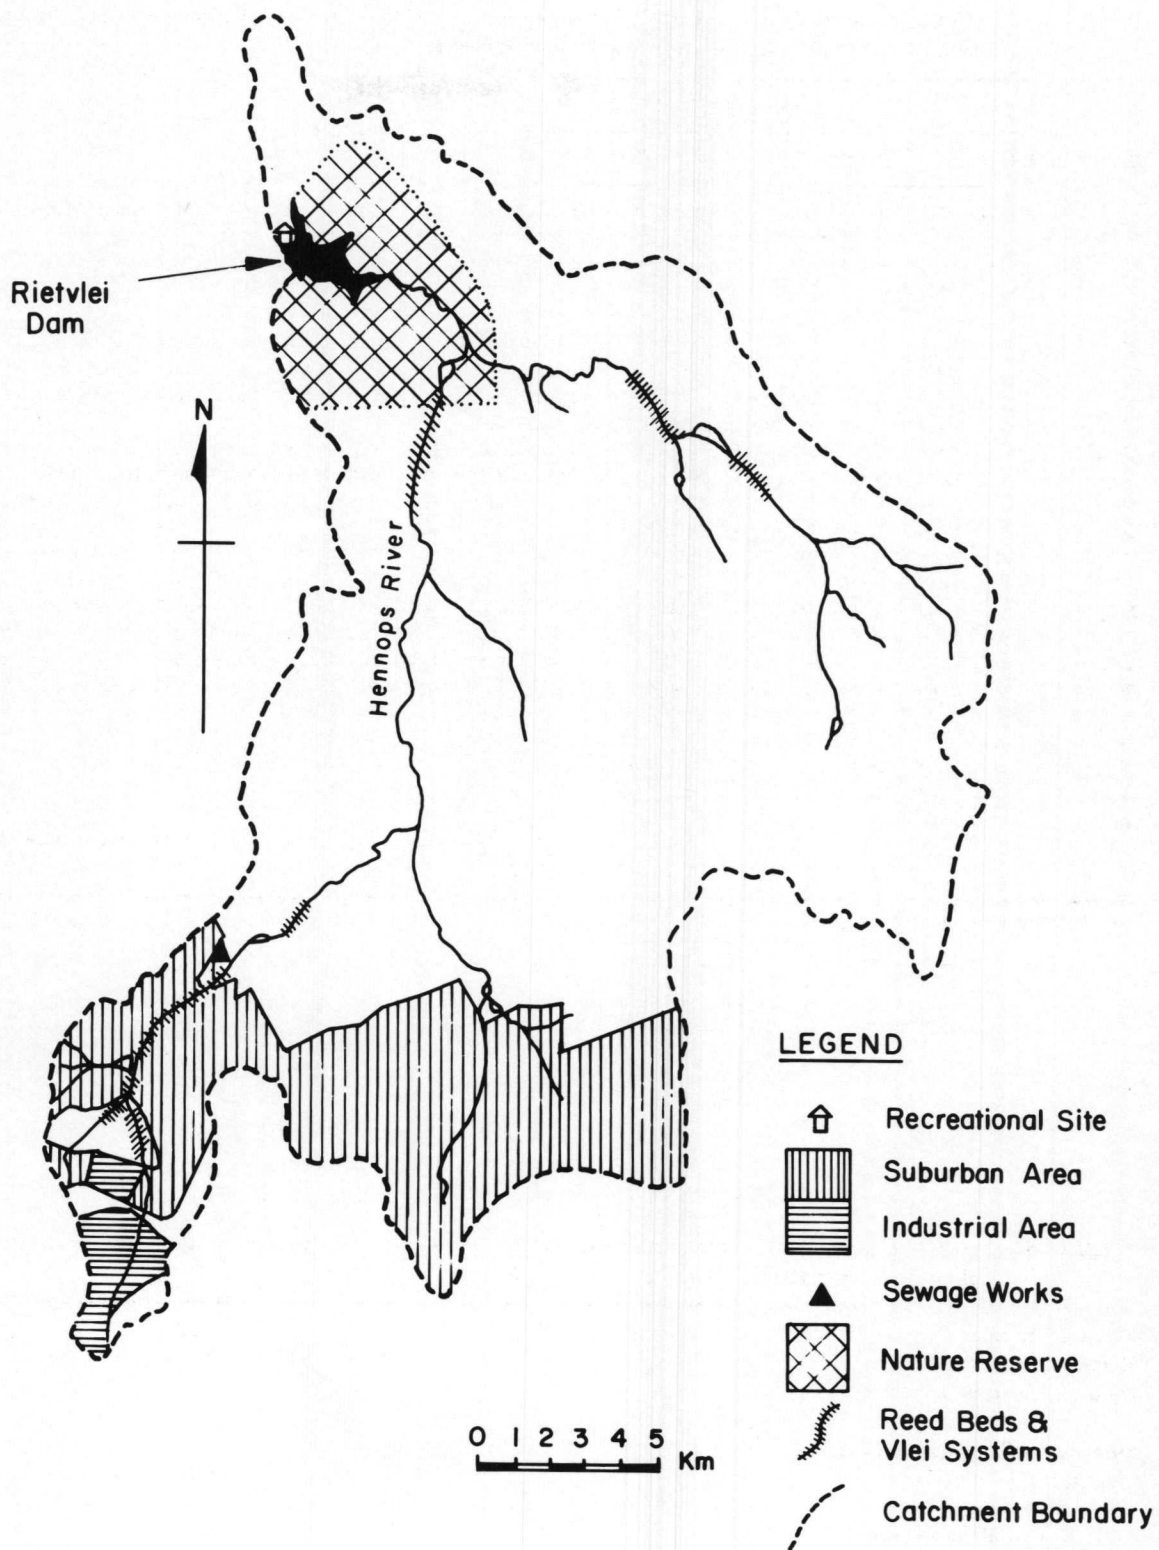 Rietvlei
Dam
N
Hennops River
LEGEND
Recreational Site
Suburban Area
Industrial Area
Sewage Works
Nature Reserve
Reed Beds &
Vlei Systems
Catchment Boundary
0 1 2 3 4 5 Km